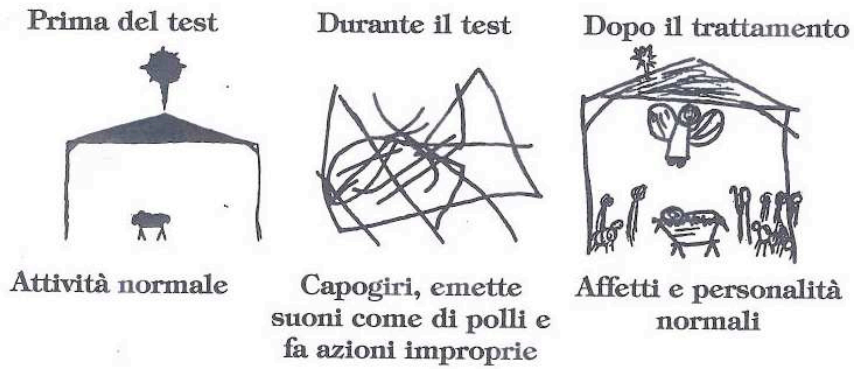 Prima del test
Durante il test
Dopo il trattamento
Attività normale
Capogiri, emette
suoni come di polli e
fa azioni improprie
Affetti e personalità
normali